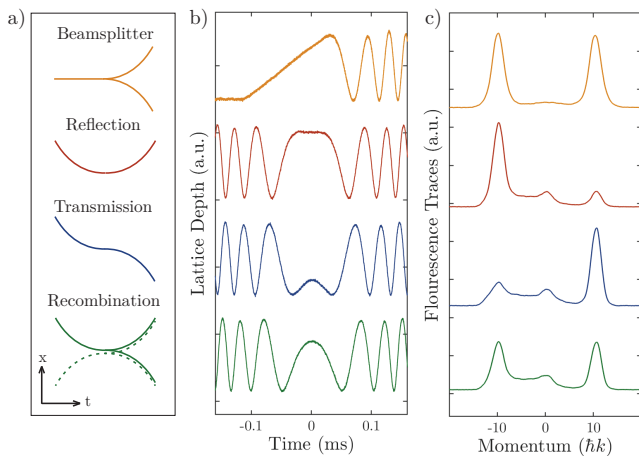 a)
Beamsplitter
Reflection
Transmission
Recombination
x
t
b)
Lattice Depth (a.u.)
-0.1
0
0.1
Time (ms)
c)
Flourescence Traces (a.u.)
-10
0
10
Momentum (ℏk)